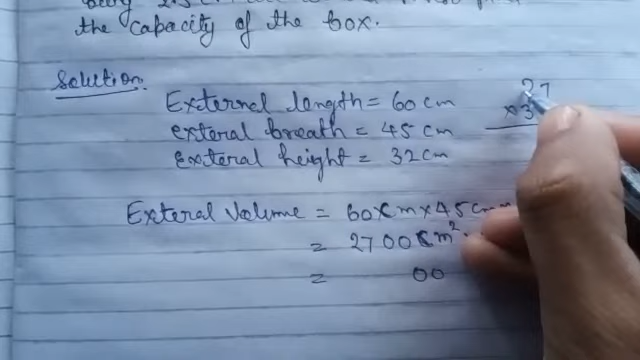 the capacity of the box.
Solution
External length = 60 cm
exteral breath = 45 cm
Exteral height = 32 cm
27
×3
Exteral Volume = 60 cm × 45 cm
= 2700 cm²
= 00